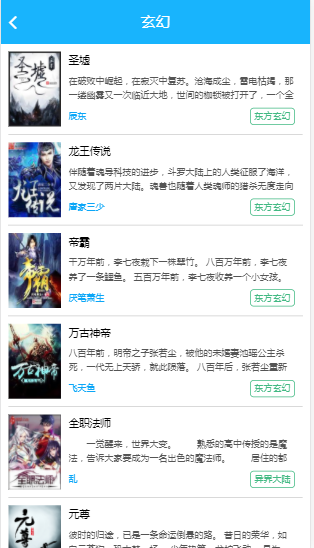 玄幻
圣墟
在破败中崛起，在寂灭中复苏。沧海成尘，雷电枯竭，那
一缕幽雾又一次临近大地，世间的枷锁被打开了，一个全
辰东
东方玄幻
龙王传说
伴随着魂导科技的进步，斗罗大陆上的人类征服了海洋，
又发现了两片大陆。魂兽也随着人类魂师的猎杀无度走向
唐家三少
东方玄幻
帝霸
千万年前，李七夜栽下一株翠竹。 八百万年前，李七夜
养了一条鲤鱼。 五百万年前，李七夜收养一个小女孩。
厌笔萧生
东方玄幻
万古神帝
八百年前，明帝之子张若尘，被他的未婚妻池瑶公主杀
死，一代无上天骄，就此陨落。 八百年后，张若尘重新
飞天鱼
东方玄幻
全职法师
一觉醒来，世界大变。 熟悉的高中传授的是魔
法，告诉大家要成为一名出色的魔法师。 居住的都
乱
异界大陆
元尊
彼时的归途，已是一条命运倒悬的路。 昔日的荣华，如